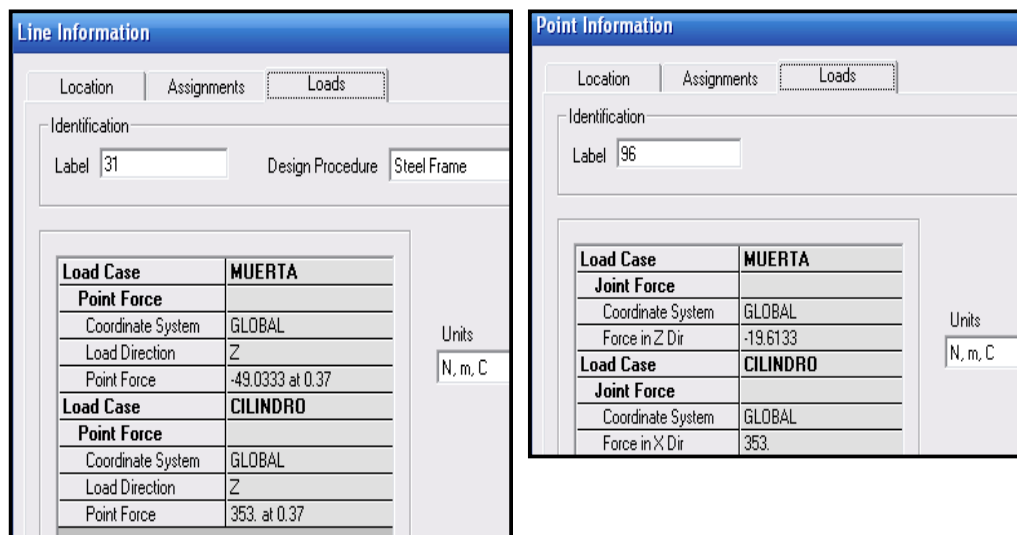 Line Information
Location Assignments Loads
Identification
Label 31 Design Procedure Steel Frame
Load Case MUERTA
Point Force
Coordinate System GLOBAL
Load Direction Z
Point Force -49.0333 at 0.37
Load Case CILINDRO
Point Force
Coordinate System GLOBAL
Load Direction Z
Point Force 353. at 0.37
Units
N, m, C
Point Information
Location Assignments Loads
Identification
Label 96
Load Case MUERTA
Joint Force
Coordinate System GLOBAL
Force in Z Dir -19.6133
Load Case CILINDRO
Joint Force
Coordinate System GLOBAL
Force in X Dir 353.
Units
N, m, C